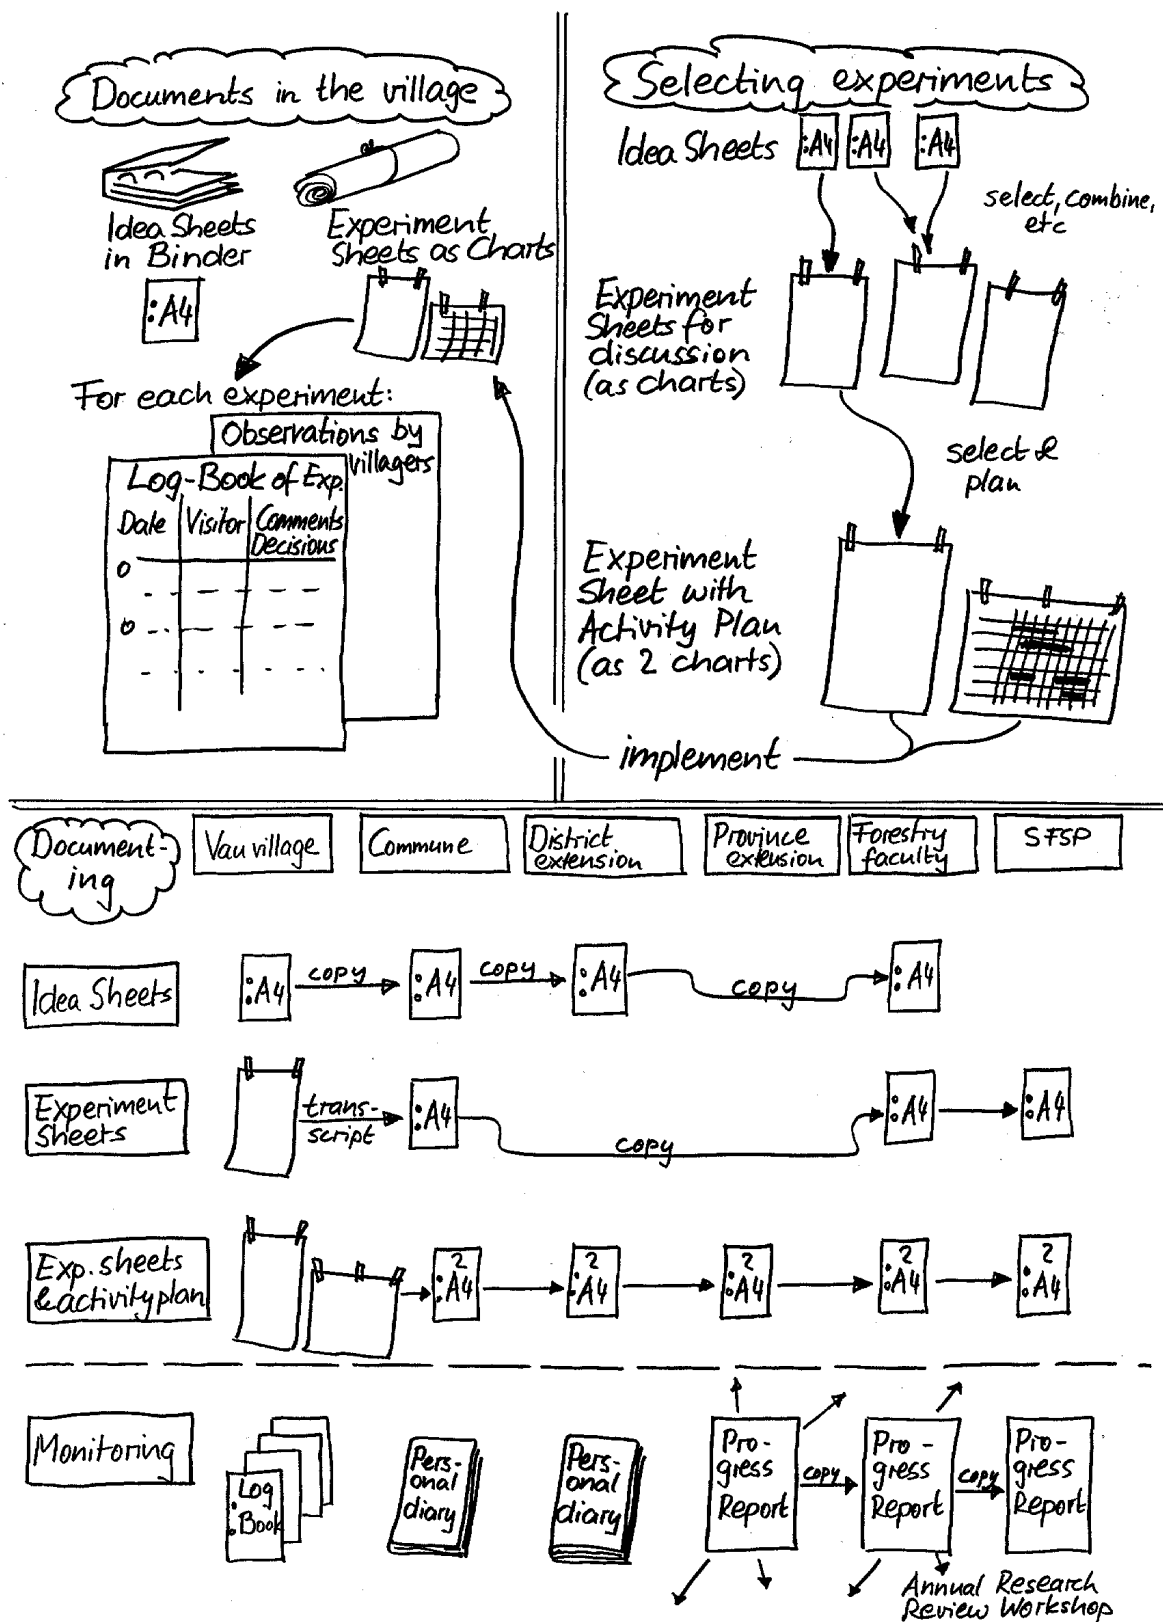 Documents in the village
Idea Sheets
in Binder
:A4
Experiment
Sheets as Charts
For each experiment:
Observations by
villagers
Log-Book of Exp.
Date Visitor Comments
Decisions
Selecting experiments
Idea Sheets :A4 :A4 :A4
select, combine,
etc
Experiment
Sheets for
discussion
(as charts)
select &
plan
Experiment
Sheet with
Activity Plan
(as 2 charts)
implement
Document-
ing
Vau village
Commune
District
extension
Province
extension
Forestry
faculty
SFSP
Idea Sheets
:A4 copy :A4 copy :A4 copy :A4
Experiment
Sheets
trans-
script
:A4 copy :A4 :A4
Exp. sheets
& activity plan
2
:A4
2
:A4
2
:A4
2
:A4
2
:A4
Monitoring
Log
:Book
Pers-
onal
diary
Pers-
onal
diary
Pro-
gress
Report
copy
Pro-
gress
Report
copy
Pro-
gress
Report
Annual Research
Review Workshop